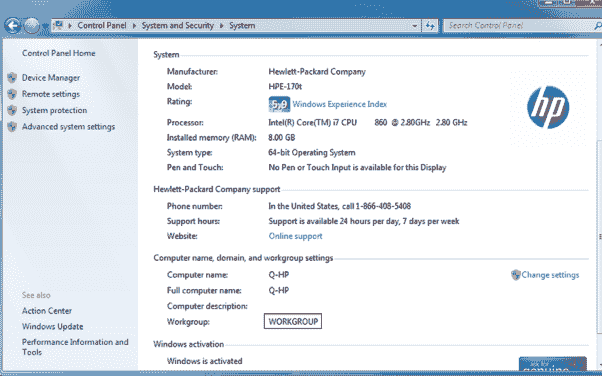 Control Panel ▸ System and Security ▸ System
Search Control Panel
Control Panel Home
Device Manager
Remote settings
System protection
Advanced system settings
See also
Action Center
Windows Update
Performance Information and
Tools
System
Manufacturer: Hewlett-Packard Company
Model: HPE-170t
Rating: 5,9 Windows Experience Index
Processor: Intel(R) Core(TM) i7 CPU 860 @ 2.80GHz 2.80 GHz
Installed memory (RAM): 8.00 GB
System type: 64-bit Operating System
Pen and Touch: No Pen or Touch Input is available for this Display
hp
Hewlett-Packard Company support
Phone number: In the United States, call 1-866-408-5408
Support hours: Support is available 24 hours per day, 7 days per week
Website: Online support
Computer name, domain, and workgroup settings
Computer name: Q-HP
Change settings
Full computer name: Q-HP
Computer description:
Workgroup: WORKGROUP
Windows activation
Windows is activated
genuine